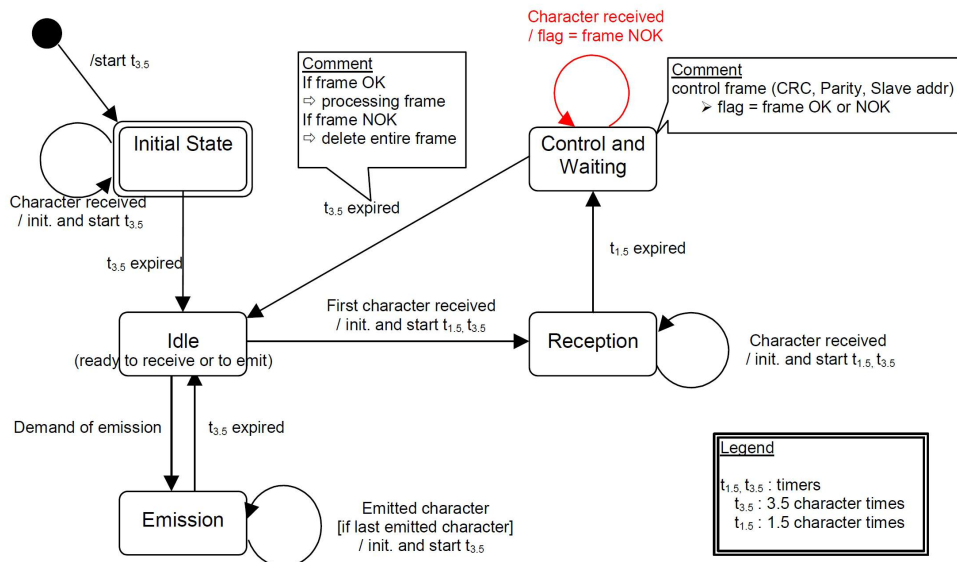 Character received
/ flag = frame NOK
/start t3.5
Comment
If frame OK
⇨ processing frame
If frame NOK
⇨ delete entire frame
Comment
control frame (CRC, Parity, Slave addr)
➢ flag = frame OK or NOK
Initial State
Control and
Waiting
Character received
/ init. and start t3.5
t3.5 expired
t3.5 expired
t1.5 expired
First character received
/ init. and start t1.5, t3.5
Idle
(ready to receive or to emit)
Reception
Character received
/ init. and start t1.5, t3.5
Demand of emission
t3.5 expired
Legend
t1.5, t3.5 : timers
t3.5 : 3.5 character times
t1.5 : 1.5 character times
Emission
Emitted character
[if last emitted character]
/ init. and start t3.5